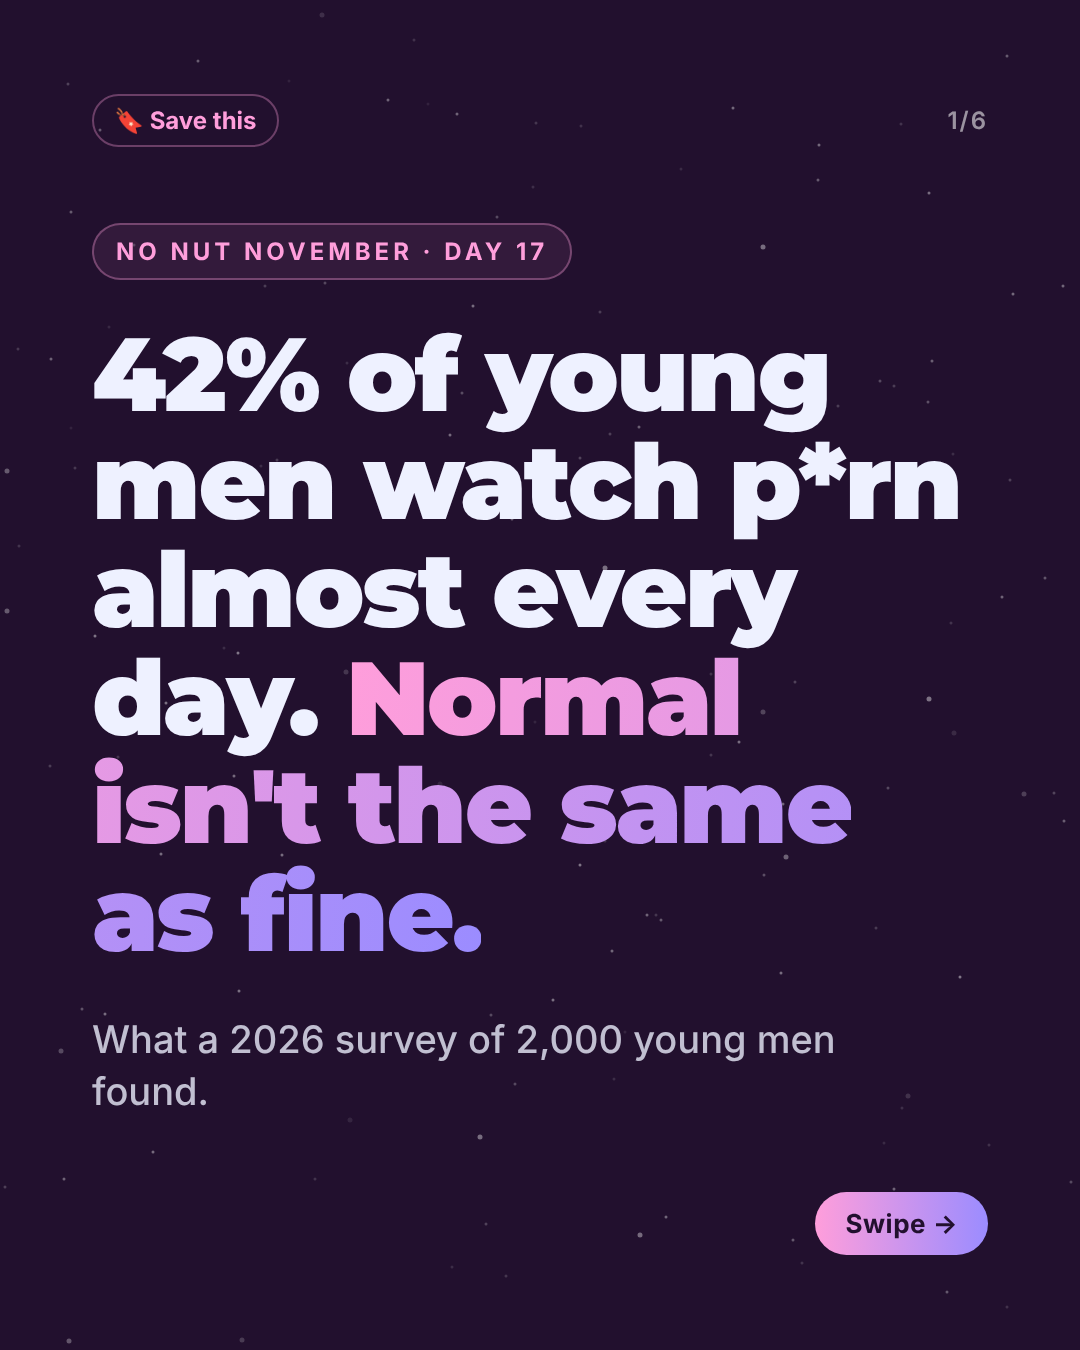 🔖 Save this
1/6
NO NUT NOVEMBER · DAY 17
42% of young
men watch p*rn
almost every
day. Normal
isn't the same
as fine.
What a 2026 survey of 2,000 young men
found.
Swipe →